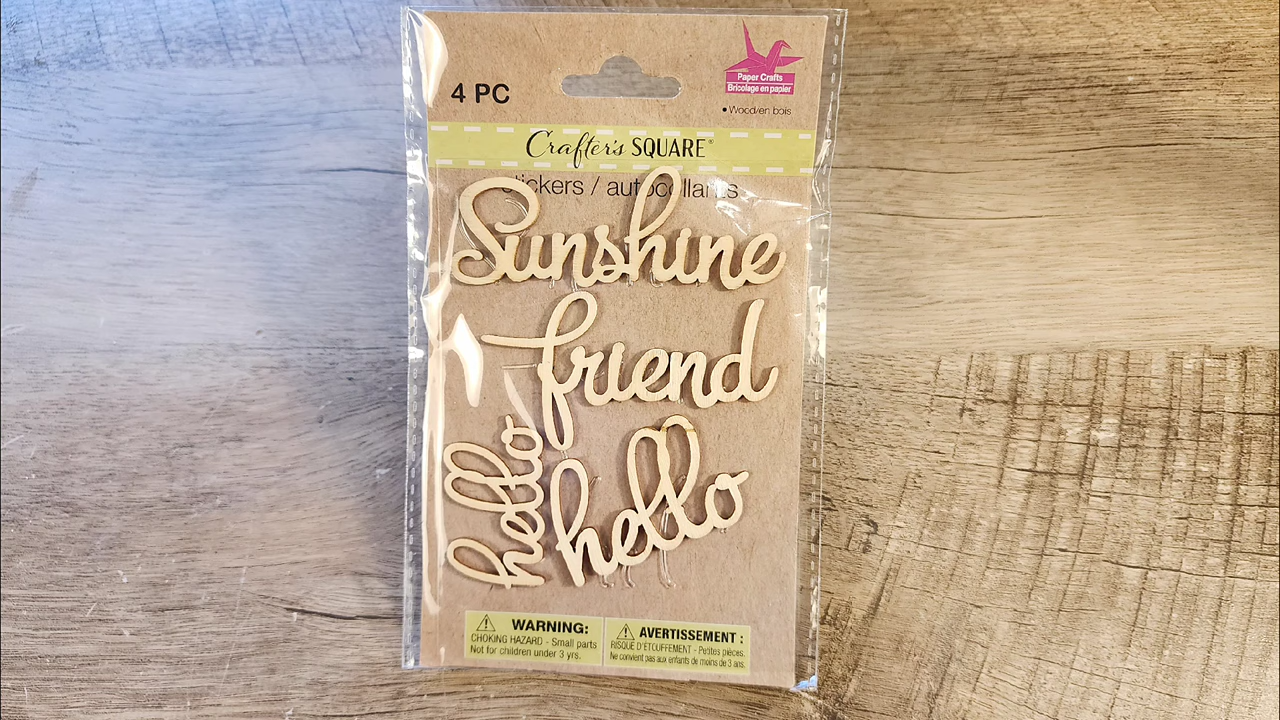 4 PC
Paper Crafts
Bricolage en papier
• Wood/en bois
Crafter's SQUARE®
stickers / autocollants
Sunshine
friend
hello
hello
WARNING:
CHOKING HAZARD - Small parts
Not for children under 3 yrs.
AVERTISSEMENT :
RISQUE D'ÉTOUFFEMENT - Petites pièces.
Ne convient pas aux enfants de moins de 3 ans.